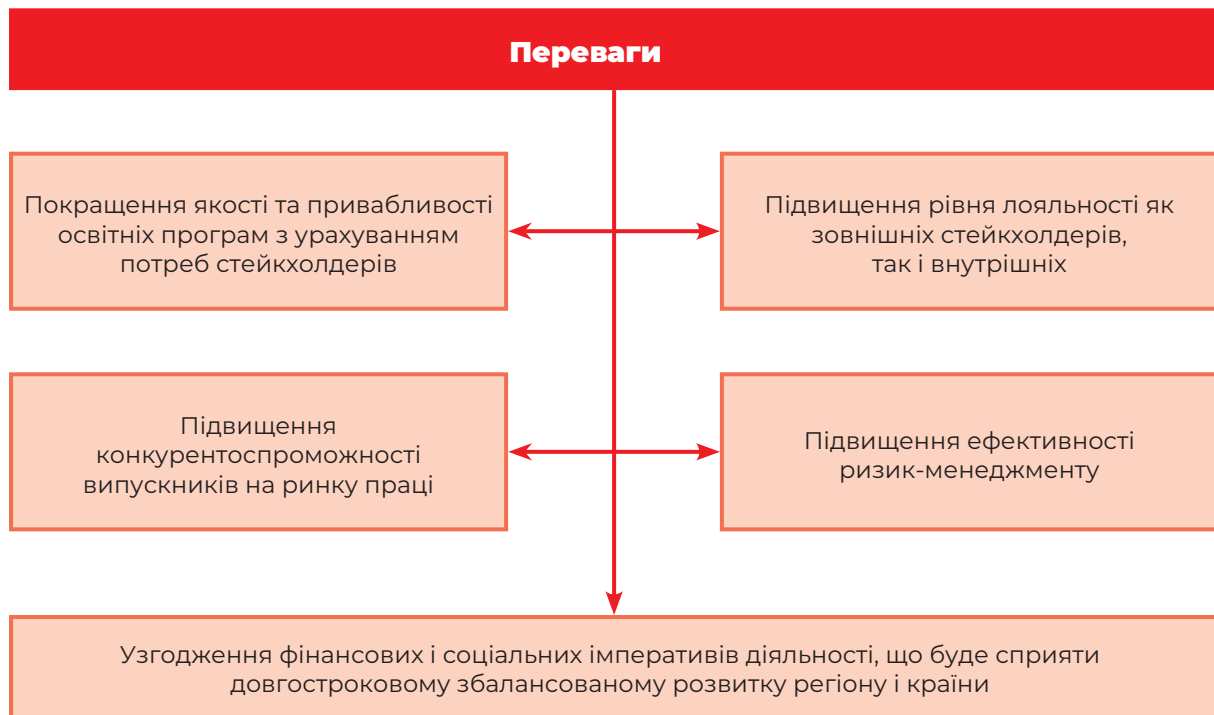 Переваги
Покращення якості та привабливості
освітніх програм з урахуванням
потреб стейкхолдерів
Підвищення рівня лояльності як
зовнішніх стейкхолдерів,
так і внутрішніх
Підвищення
конкурентоспроможності
випускників на ринку праці
Підвищення ефективності
ризик-менеджменту
Узгодження фінансових і соціальних імперативів діяльності, що буде сприяти
довгостроковому збалансованому розвитку регіону і країни